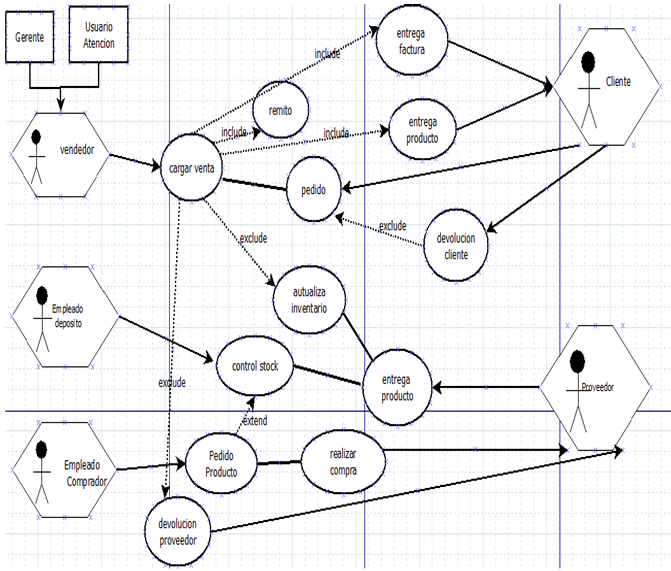 Gerente
Usuario
Atencion
entrega
factura
Cliente
include
remito
include
include
entrega
producto
vendedor
cargar venta
pedido
exclude
devolucion
cliente
exclude
autualiza
inventario
Empleado
deposito
control stock
entrega
producto
Proveedor
exclude
extend
Empleado
Comprador
Pedido
Producto
realizar
compra
devolucion
proveedor